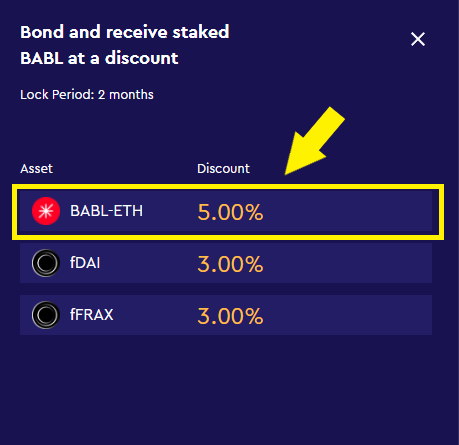 Bond and receive staked
BABL at a discount
Lock Period: 2 months
Asset Discount
BABL-ETH 5.00%
fDAI 3.00%
fFRAX 3.00%